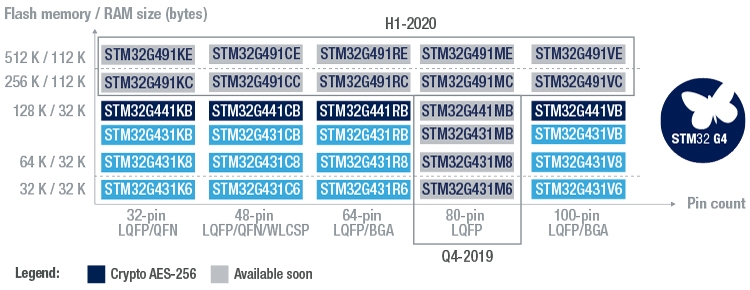 Flash memory / RAM size (bytes)
H1-2020
512 K / 112 K STM32G491KE STM32G491CE STM32G491RE STM32G491ME STM32G491VE
256 K / 112 K STM32G491KC STM32G491CC STM32G491RC STM32G491MC STM32G491VC
128 K / 32 K STM32G441KB STM32G441CB STM32G441RB STM32G441MB STM32G441VB
STM32G431KB STM32G431CB STM32G431RB STM32G431MB STM32G431VB
STM32 G4
64 K / 32 K STM32G431K8 STM32G431C8 STM32G431R8 STM32G431M8 STM32G431V8
32 K / 32 K STM32G431K6 STM32G431C6 STM32G431R6 STM32G431M6 STM32G431V6
Pin count
32-pin 48-pin 64-pin 80-pin 100-pin
LQFP/QFN LQFP/QFN/WLCSP LQFP/BGA LQFP LQFP/BGA
Q4-2019
Legend: Crypto AES-256 Available soon